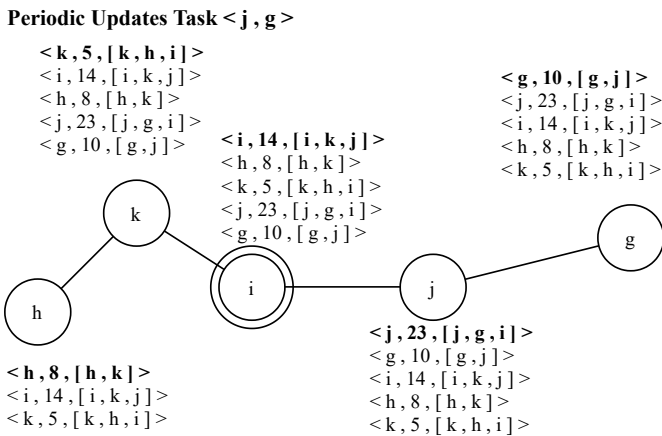 Periodic Updates Task < j , g >
< k , 5 , [ k , h , i ] >
< i , 14 , [ i , k , j ] >
< h , 8 , [ h , k ] >
< j , 23 , [ j , g , i ] >
< g , 10 , [ g , j ] >
< i , 14 , [ i , k , j ] >
< h , 8 , [ h , k ] >
< k , 5 , [ k , h , i ] >
< j , 23 , [ j , g , i ] >
< g , 10 , [ g , j ] >
< g , 10 , [ g , j ] >
< j , 23 , [ j , g , i ] >
< i , 14 , [ i , k , j ] >
< h , 8 , [ h , k ] >
< k , 5 , [ k , h , i ] >
k
g
i
j
h
< h , 8 , [ h , k ] >
< i , 14 , [ i , k , j ] >
< k , 5 , [ k , h , i ] >
< j , 23 , [ j , g , i ] >
< g , 10 , [ g , j ] >
< i , 14 , [ i , k , j ] >
< h , 8 , [ h , k ] >
< k , 5 , [ k , h , i ] >